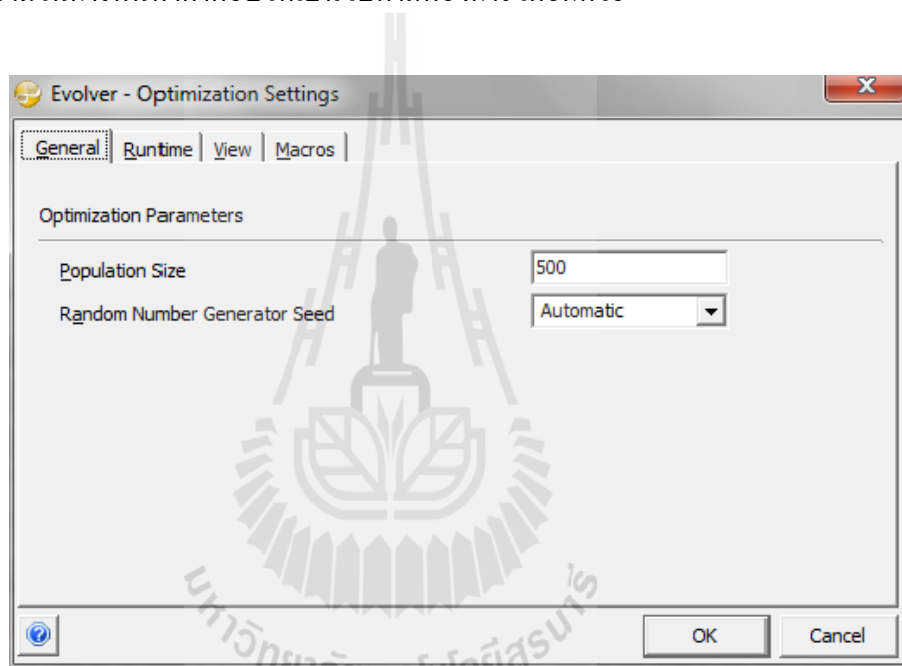 Evolver - Optimization Settings
General Runtime View Macros
Optimization Parameters
Population Size 500
Random Number Generator Seed Automatic
OK Cancel